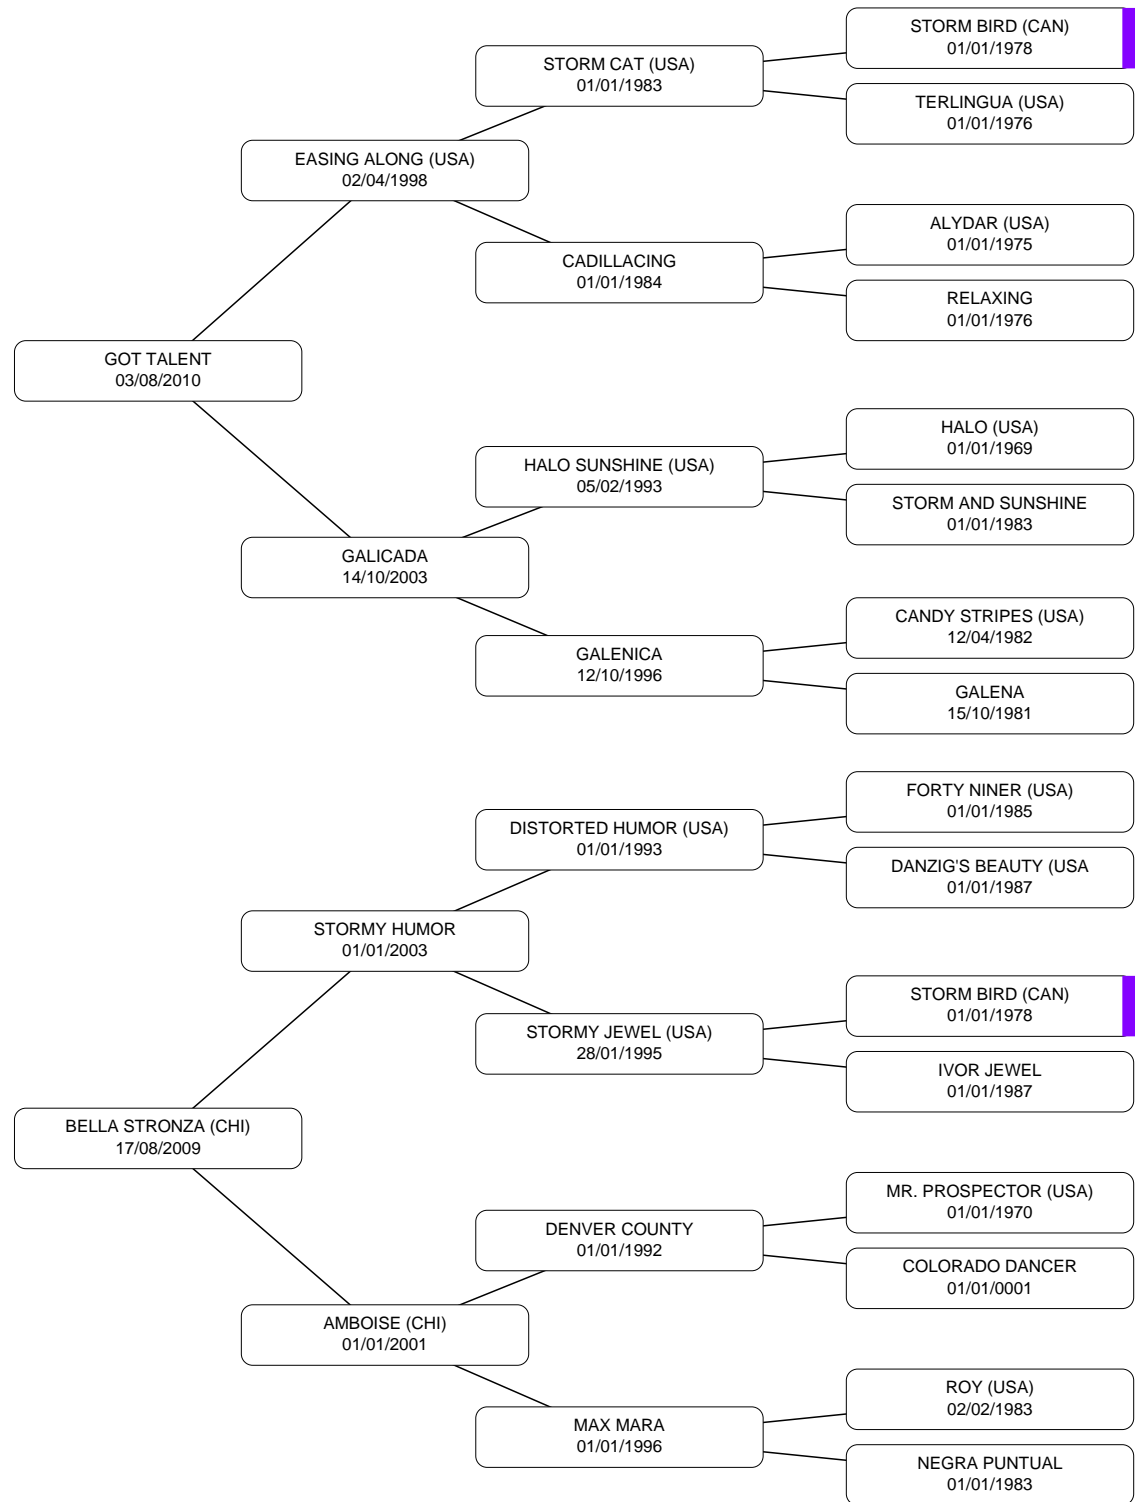 STORM BIRD (CAN)
01/01/1978
STORM CAT (USA)
01/01/1983
TERLINGUA (USA)
01/01/1976
EASING ALONG (USA)
02/04/1998
ALYDAR (USA)
01/01/1975
CADILLACING
01/01/1984
RELAXING
01/01/1976
GOT TALENT
03/08/2010
HALO (USA)
01/01/1969
HALO SUNSHINE (USA)
05/02/1993
STORM AND SUNSHINE
01/01/1983
GALICADA
14/10/2003
CANDY STRIPES (USA)
12/04/1982
GALENICA
12/10/1996
GALENA
15/10/1981
FORTY NINER (USA)
01/01/1985
DISTORTED HUMOR (USA)
01/01/1993
DANZIG'S BEAUTY (USA
01/01/1987
STORMY HUMOR
01/01/2003
STORM BIRD (CAN)
01/01/1978
STORMY JEWEL (USA)
28/01/1995
IVOR JEWEL
01/01/1987
BELLA STRONZA (CHI)
17/08/2009
MR. PROSPECTOR (USA)
01/01/1970
DENVER COUNTY
01/01/1992
COLORADO DANCER
01/01/0001
AMBOISE (CHI)
01/01/2001
ROY (USA)
02/02/1983
MAX MARA
01/01/1996
NEGRA PUNTUAL
01/01/1983